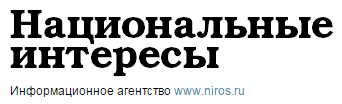 Национальные
интересы
Информационное агентство www.niros.ru